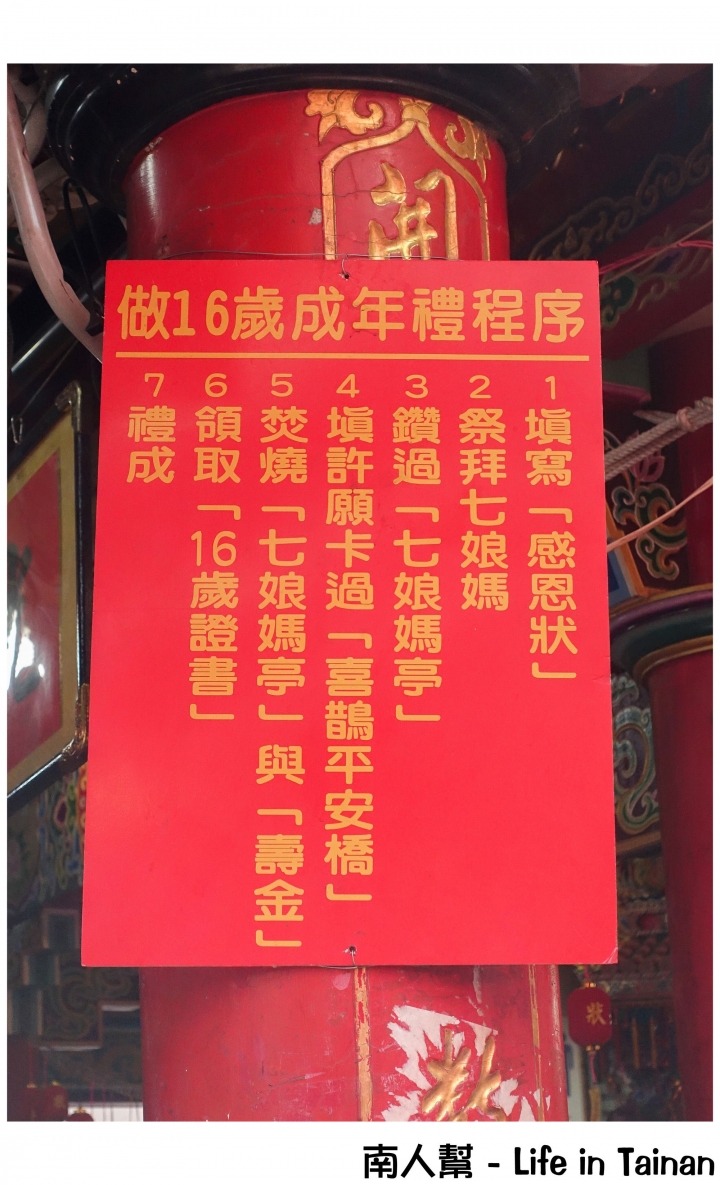 開
做16歲成年禮程序
1填寫「感恩狀」
2祭拜七娘媽
3鑽過「七娘媽亭」
4填許願卡過「喜鵲平安橋」
5焚燒「七娘媽亭」與「壽金」
6領取「16歲證書」
7禮成
狀
南人幫 - Life in Tainan